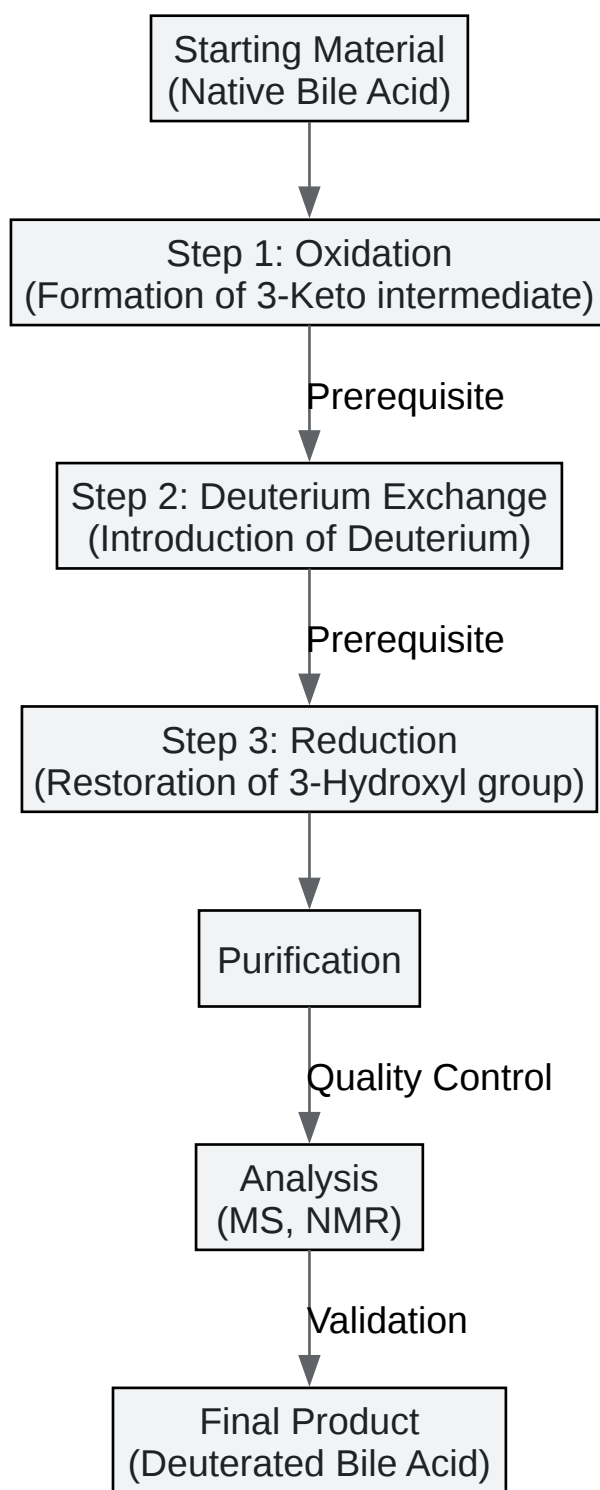 Starting Material
(Native Bile Acid)
Step 1: Oxidation
(Formation of 3-Keto intermediate)
Prerequisite
Step 2: Deuterium Exchange
(Introduction of Deuterium)
Prerequisite
Step 3: Reduction
(Restoration of 3-Hydroxyl group)
Purification
Quality Control
Analysis
(MS, NMR)
Validation
Final Product
(Deuterated Bile Acid)